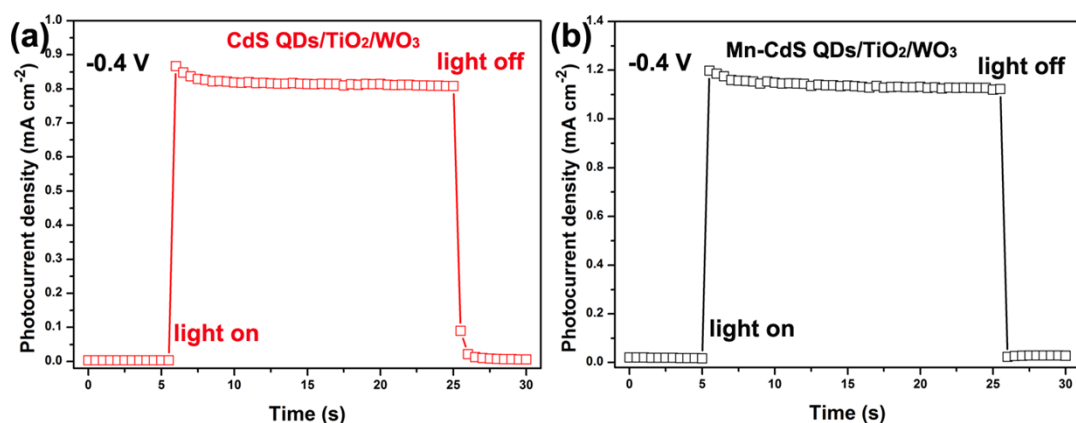 (a)
-0.4 V
CdS QDs/TiO₂/WO₃
light off
light on
Photocurrent density (mA cm⁻²)
1.0
0.9
0.8
0.7
0.6
0.5
0.4
0.3
0.2
0.1
0.0
0 5 10 15 20 25 30
Time (s)
(b)
-0.4 V
Mn-CdS QDs/TiO₂/WO₃
light off
light on
Photocurrent density (mA cm⁻²)
1.4
1.2
1.0
0.8
0.6
0.4
0.2
0.0
0 5 10 15 20 25 30
Time (s)